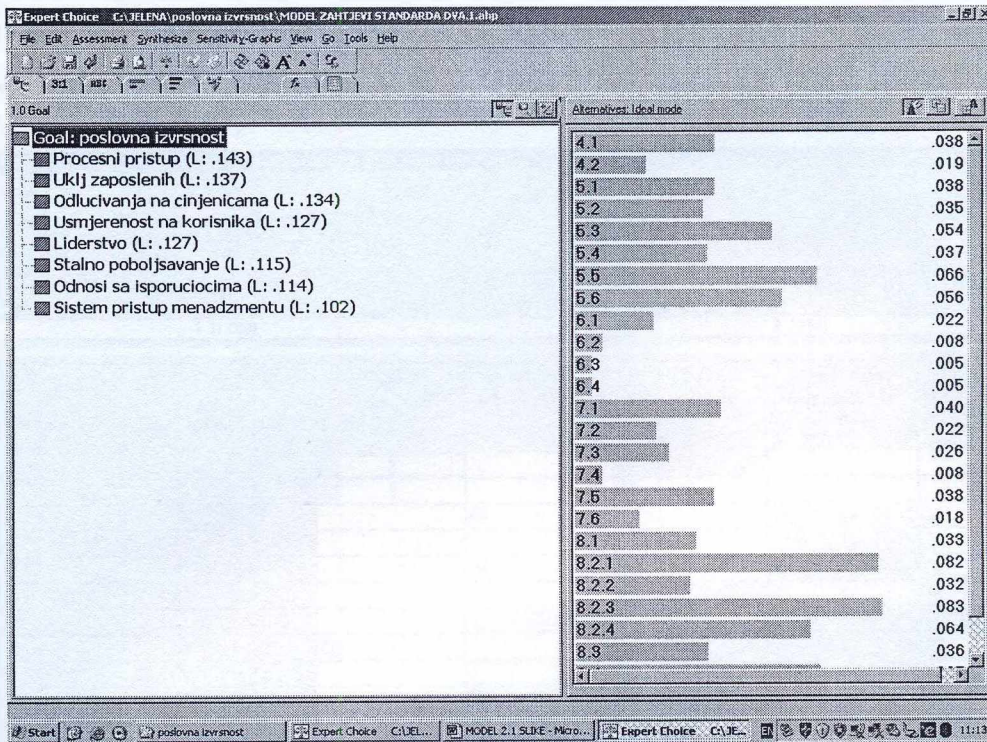 Expert Choice C:\JELENA\poslovna izvrsnost\MODEL ZAHTJEVI STANDARDA DVA.1.ahp
File Edit Assessment Synthesize Sensitivity-Graphs View Go Tools Help
3:1 ABC
1.0 Goal
Alternatives: Ideal mode
Goal: poslovna izvrsnost
Procesni pristup (L: .143)
Uklj zaposlenih (L: .137)
Odlucivanja na cinjenicama (L: .134)
Usmjerenost na korisnika (L: .127)
Liderstvo (L: .127)
Stalno poboljsavanje (L: .115)
Odnosi sa isporuciocima (L: .114)
Sistem pristup menadzmentu (L: .102)
4.1 .038
4.2 .019
5.1 .038
5.2 .035
5.3 .054
5.4 .037
5.5 .066
5.6 .056
6.1 .022
6.2 .008
6.3 .005
6.4 .005
7.1 .040
7.2 .022
7.3 .026
7.4 .008
7.5 .038
7.6 .018
8.1 .033
8.2.1 .082
8.2.2 .032
8.2.3 .083
8.2.4 .064
8.3 .036
Start poslovna izvrsnost Expert Choice C:\JEL... MODEL 2.1 SLIKE - Micro... Expert Choice C:\JE... EN 11:13